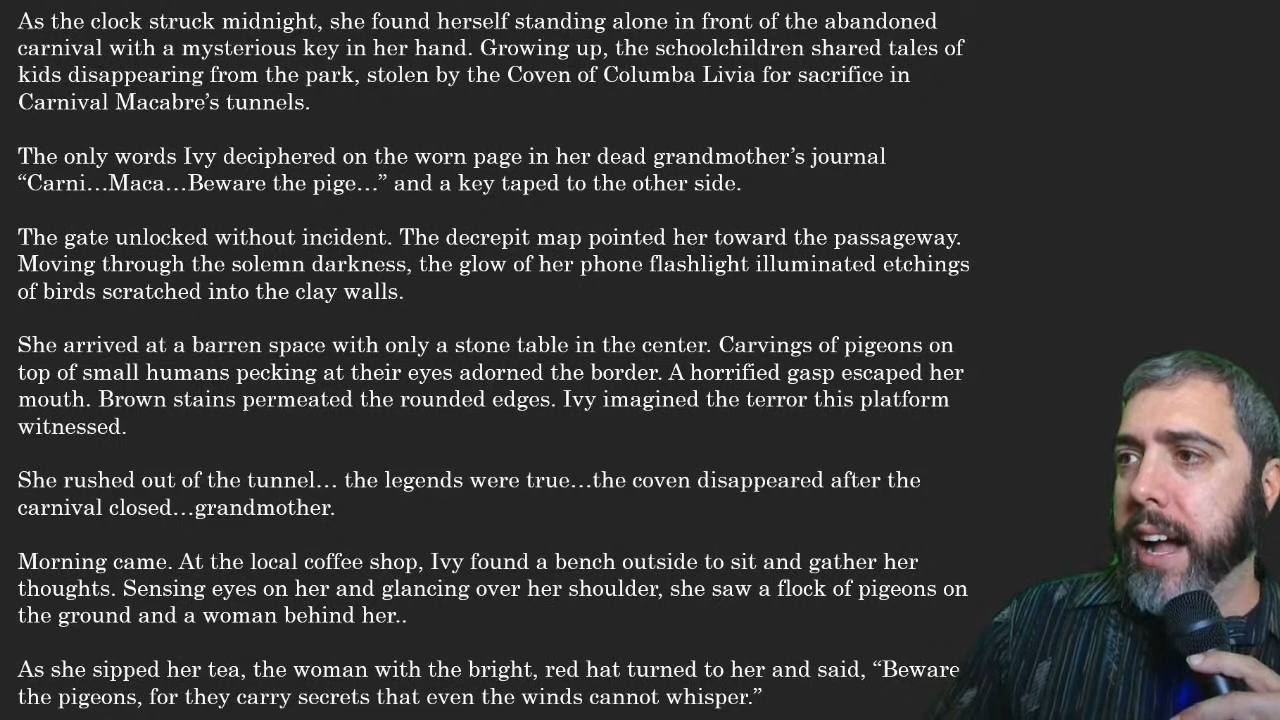 As the clock struck midnight, she found herself standing alone in front of the abandoned
carnival with a mysterious key in her hand. Growing up, the schoolchildren shared tales of
kids disappearing from the park, stolen by the Coven of Columba Livia for sacrifice in
Carnival Macabre’s tunnels.
The only words Ivy deciphered on the worn page in her dead grandmother’s journal
“Carni…Maca…Beware the pige…” and a key taped to the other side.
The gate unlocked without incident. The decrepit map pointed her toward the passageway.
Moving through the solemn darkness, the glow of her phone flashlight illuminated etchings
of birds scratched into the clay walls.
She arrived at a barren space with only a stone table in the center. Carvings of pigeons on
top of small humans pecking at their eyes adorned the border. A horrified gasp escaped her
mouth. Brown stains permeated the rounded edges. Ivy imagined the terror this platform
witnessed.
She rushed out of the tunnel… the legends were true…the coven disappeared after the
carnival closed…grandmother.
Morning came. At the local coffee shop, Ivy found a bench outside to sit and gather her
thoughts. Sensing eyes on her and glancing over her shoulder, she saw a flock of pigeons on
the ground and a woman behind her..
As she sipped her tea, the woman with the bright, red hat turned to her and said, “Beware
the pigeons, for they carry secrets that even the winds cannot whisper.”